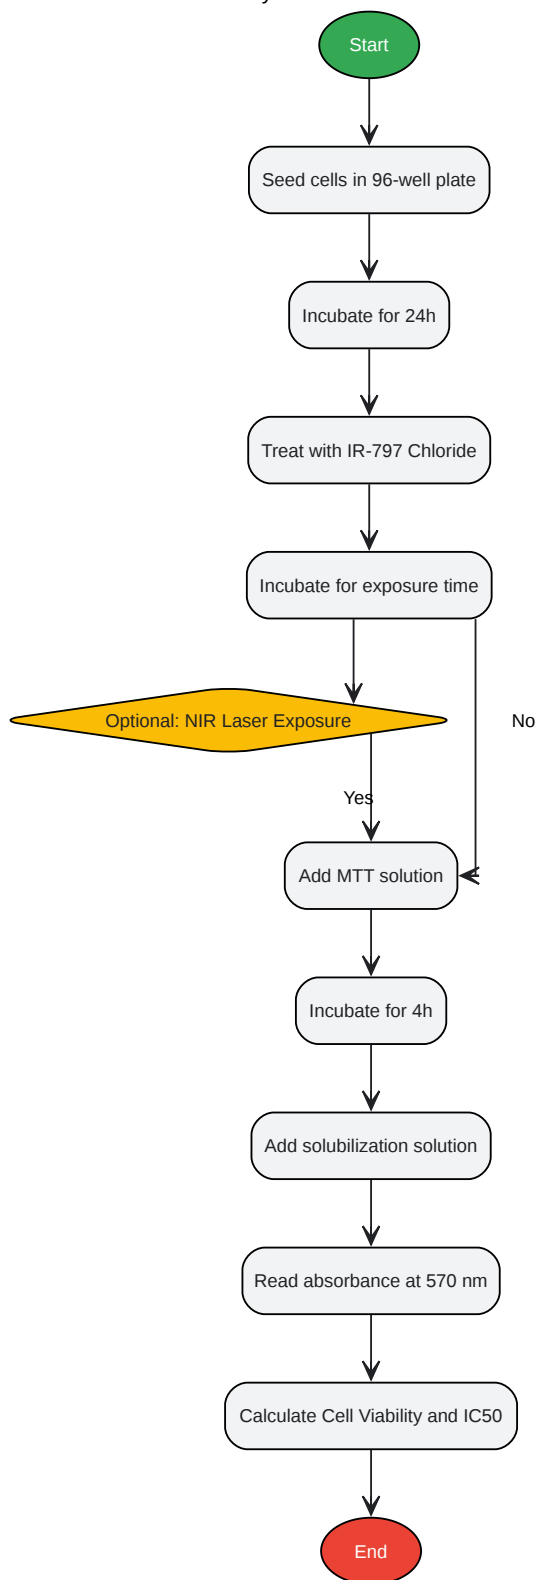 Start
Seed cells in 96-well plate
Incubate for 24h
Treat with IR-797 Chloride
Incubate for exposure time
Optional: NIR Laser Exposure
No
Yes
Add MTT solution
Incubate for 4h
Add solubilization solution
Read absorbance at 570 nm
Calculate Cell Viability and IC50
End